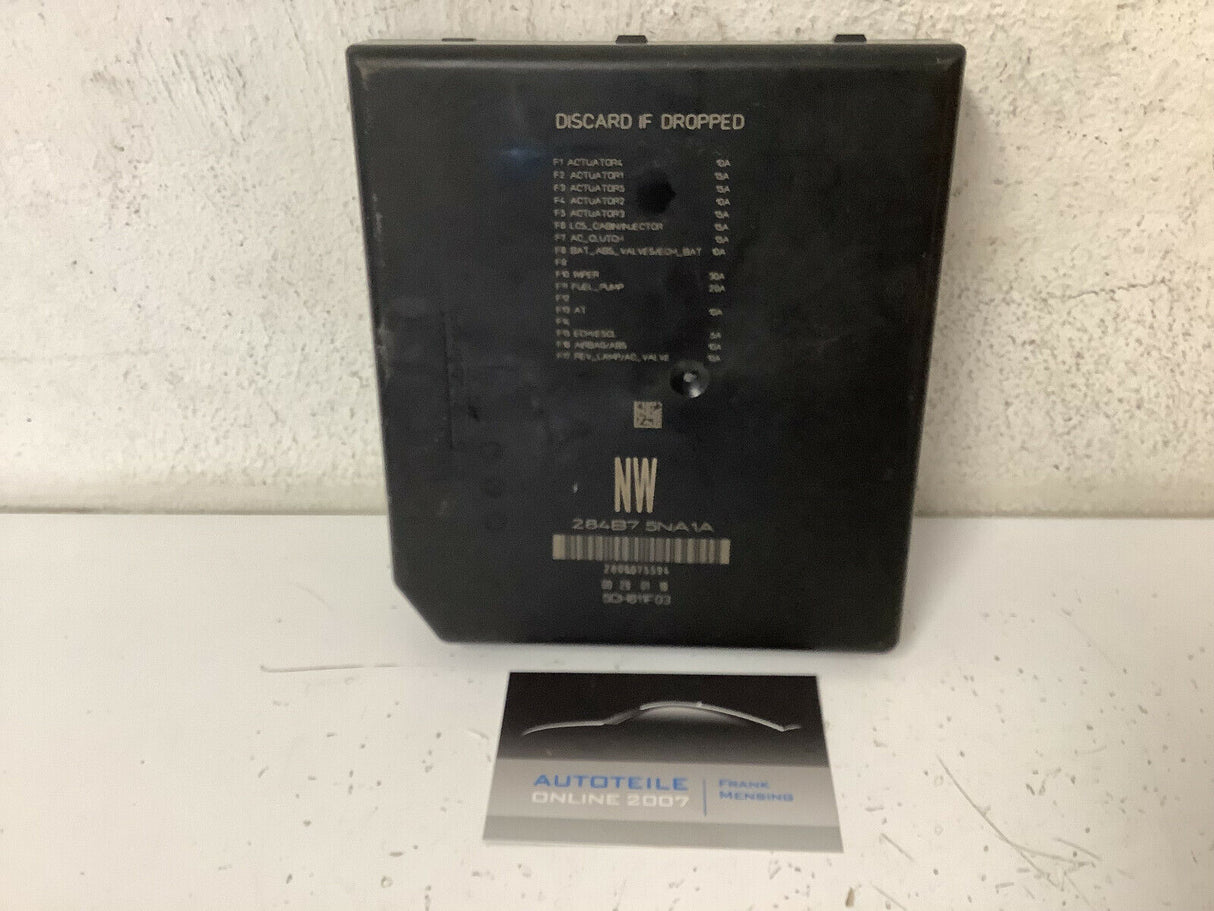 DISCARD IF DROPPED
F1 ACTUATOR4 10A
F2 ACTUATOR1 15A
F3 ACTUATOR5 15A
F4 ACTUATOR2 10A
F5 ACTUATOR3 15A
F6 LCS_CABIN/INJECTOR 15A
F7 AC_CLUTCH 15A
F8 BAT_ABS_VALVES/ECM_BAT 10A
F9
F10 WIPER 30A
F11 FUEL_PUMP 20A
F12
F13 AT 10A
F14
F15 ECM/ESCL 5A
F16 AIRBAG/ABS 10A
F17 REV_LAMP/AC_VALVE 10A
NW
284B7 5NA1A
01 18
AUTOTEILE
ONLINE 2007
FRANK
MENSING